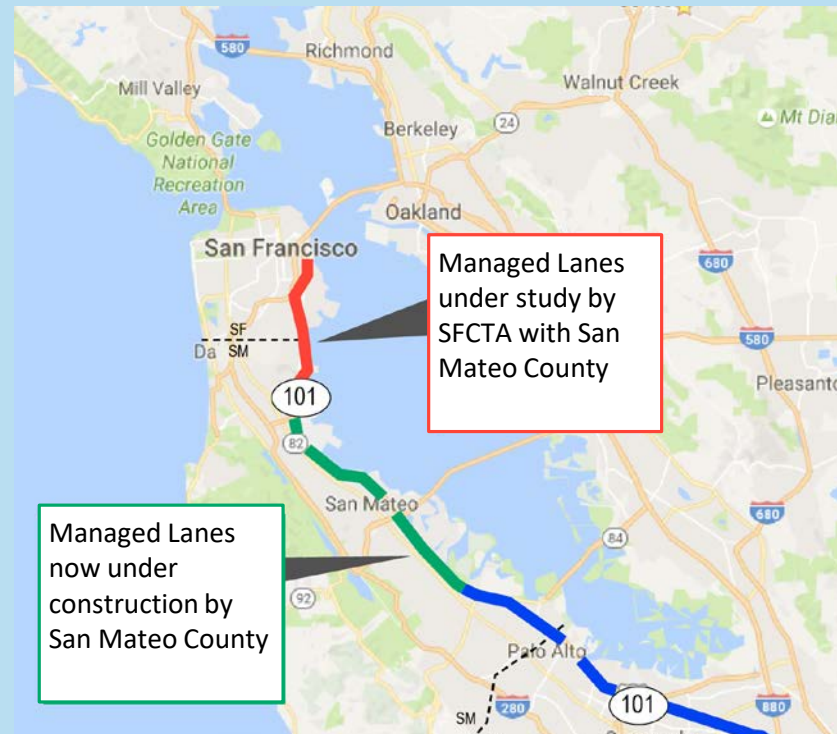 580
Richmond
Walnut Creek
Mill Valley
24
Mt Dia
Berkeley
Golden Gate
National
Recreation
Area
Oakland
San Francisco
Managed Lanes
under study by
SFCTA with San
Mateo County
680
SF
580
Da
SM
Pleasanto
101
82
San Mateo
680
Managed Lanes
now under
construction by
San Mateo County
84
92
Palo Alto
280
101
880
SM